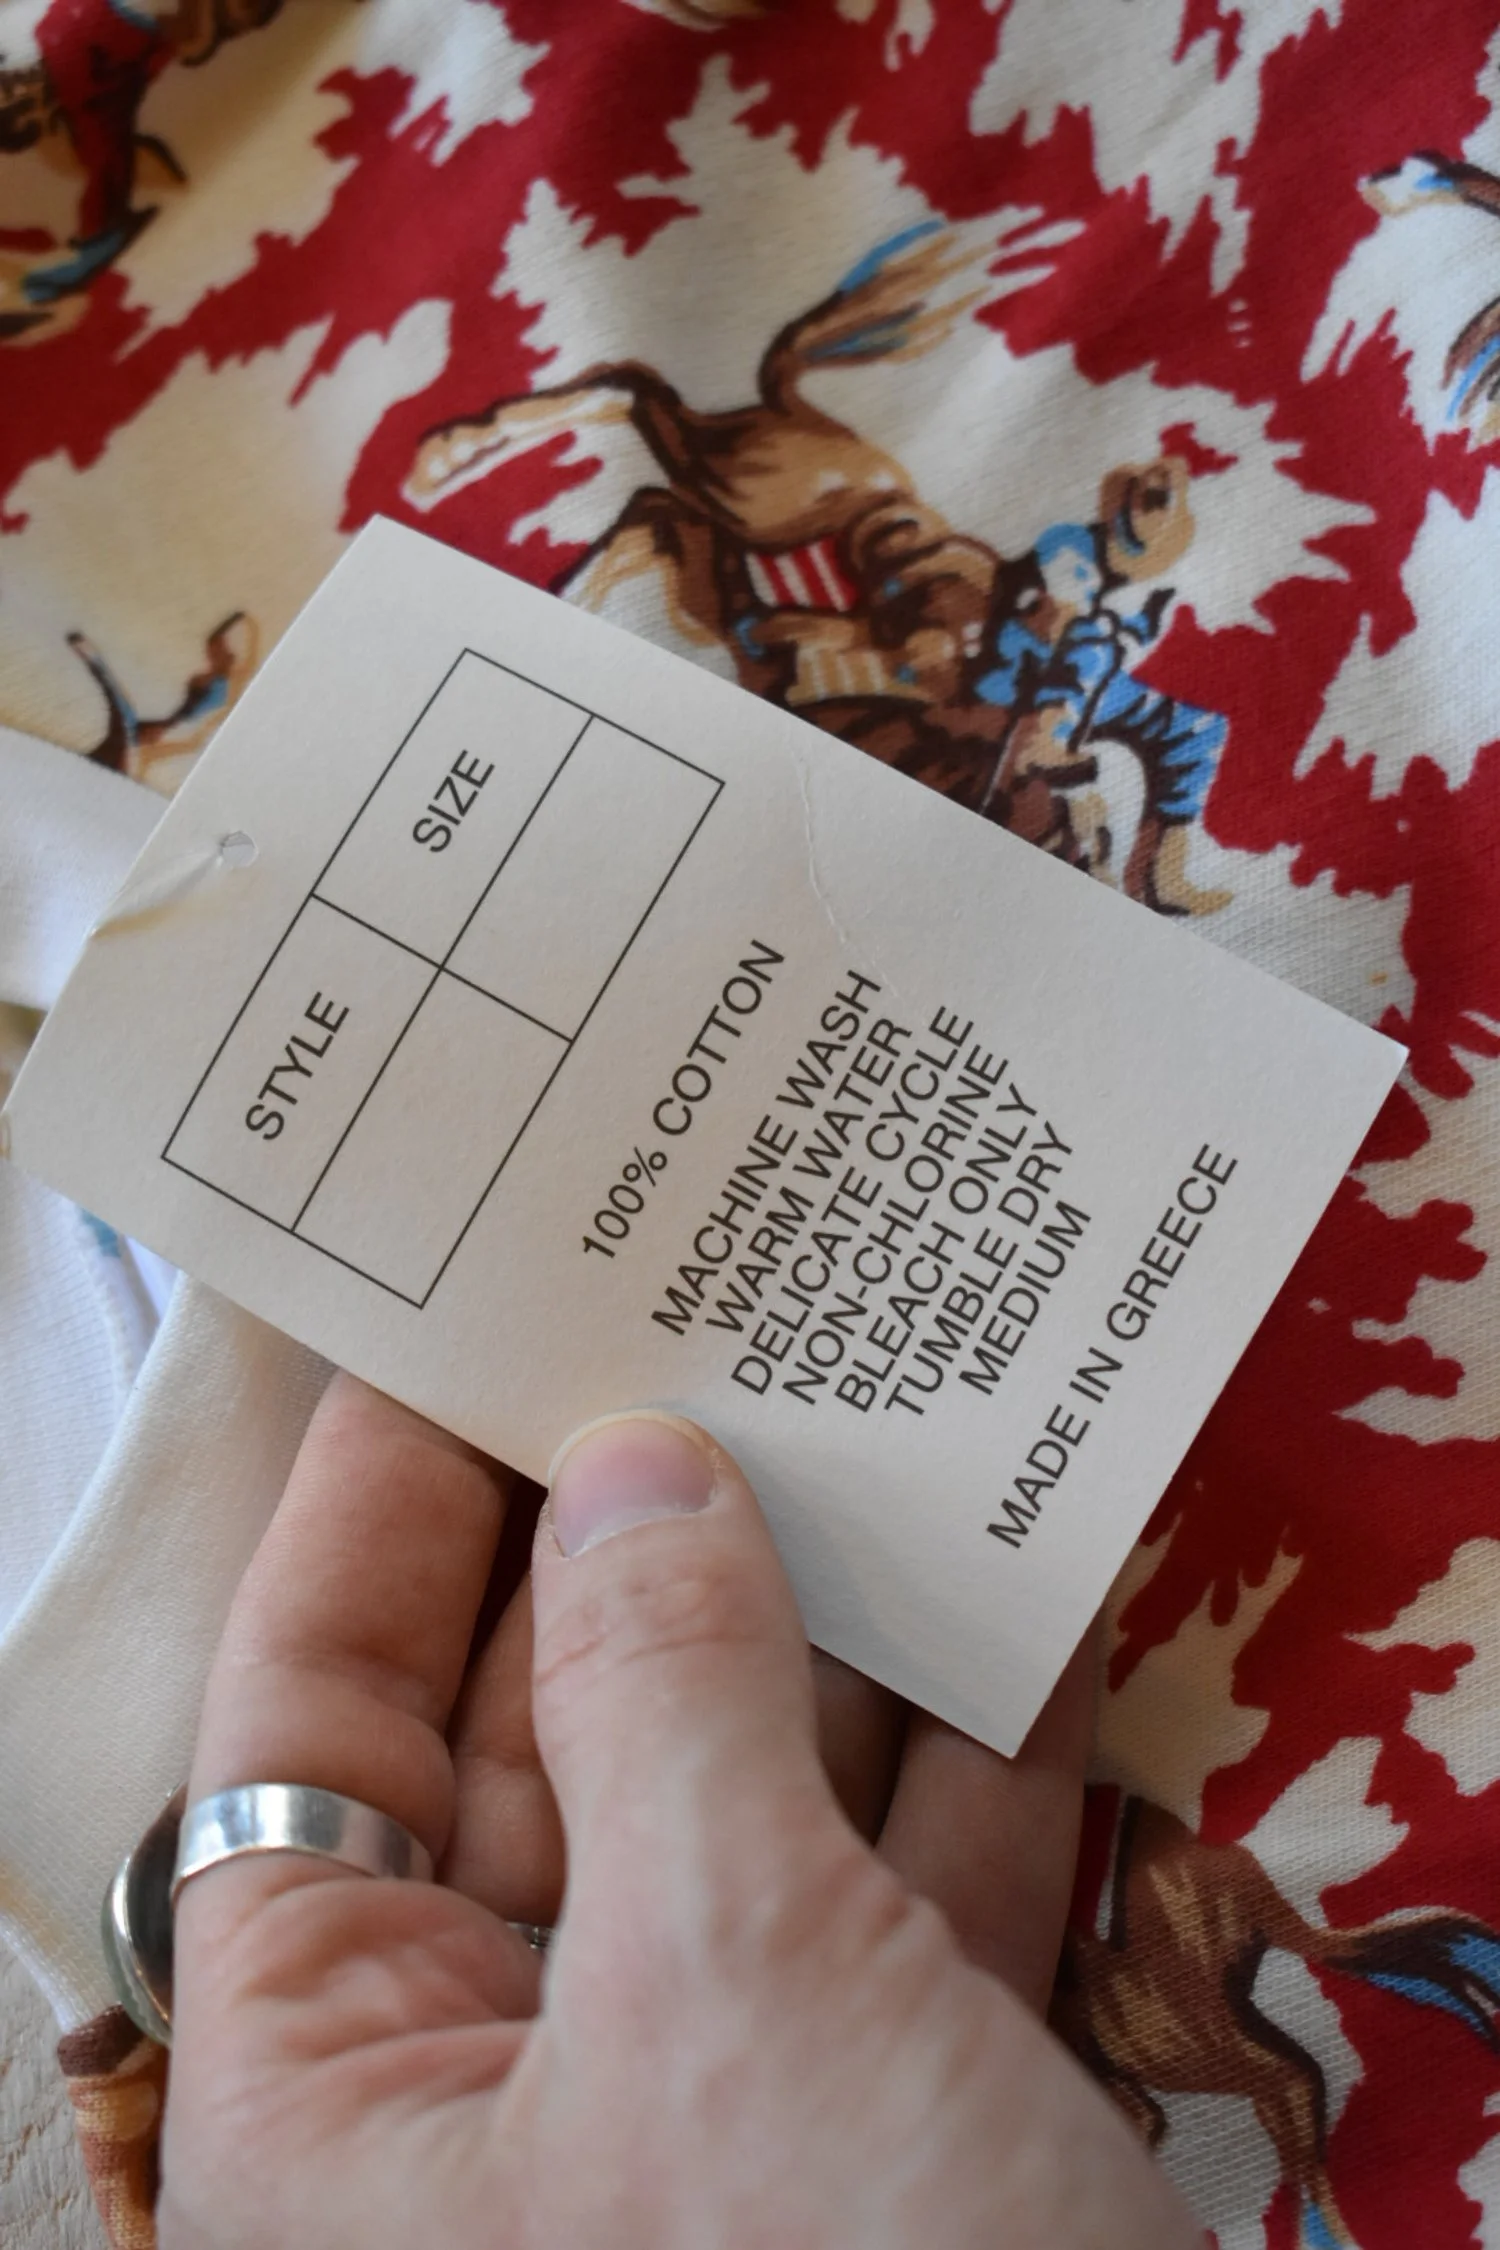 STYLE
SIZE
100% COTTON
MACHINE WASH
WARM WATER
DELICATE CYCLE
NON-CHLORINE
BLEACH ONLY
TUMBLE DRY
MEDIUM
MADE IN GREECE